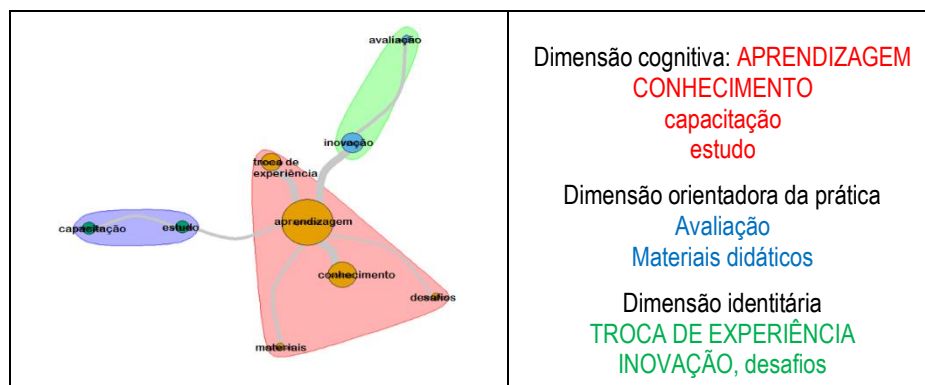 avaliação
inovação
troca de
experiência
aprendizagem
capacitação
estudo
conhecimento
desafios
materiais
Dimensão cognitiva: APRENDIZAGEM
CONHECIMENTO
capacitação
estudo
Dimensão orientadora da prática
Avaliação
Materiais didáticos
Dimensão identitária
TROCA DE EXPERIÊNCIA
INOVAÇÃO, desafios